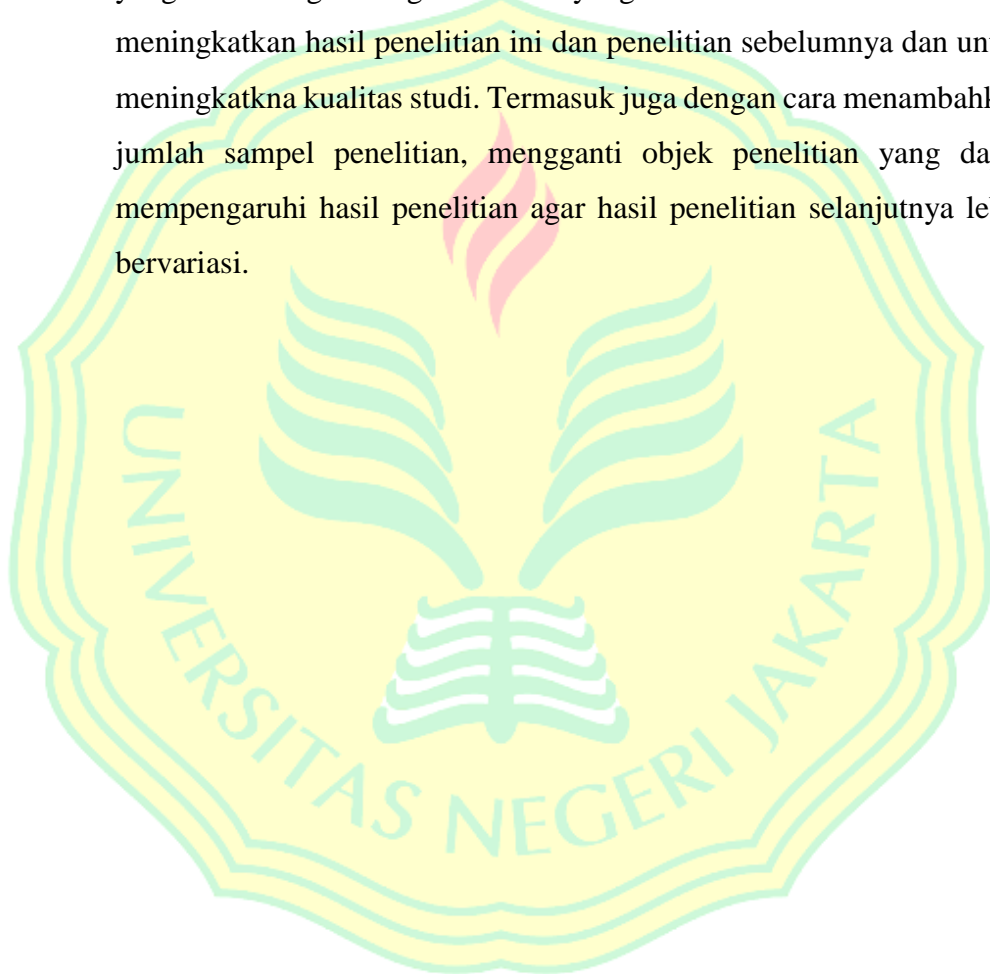 meningkatkan hasil penelitian ini dan penelitian sebelumnya dan
meningkatkna kualitas studi. Termasuk juga dengan cara
jumlah sampel penelitian, mengganti objek penelitian yang
mempengaruhi hasil penelitian agar hasil penelitian selanjutnya
bervariasi.
UNIVERSITAS NEGERI JAKARTA